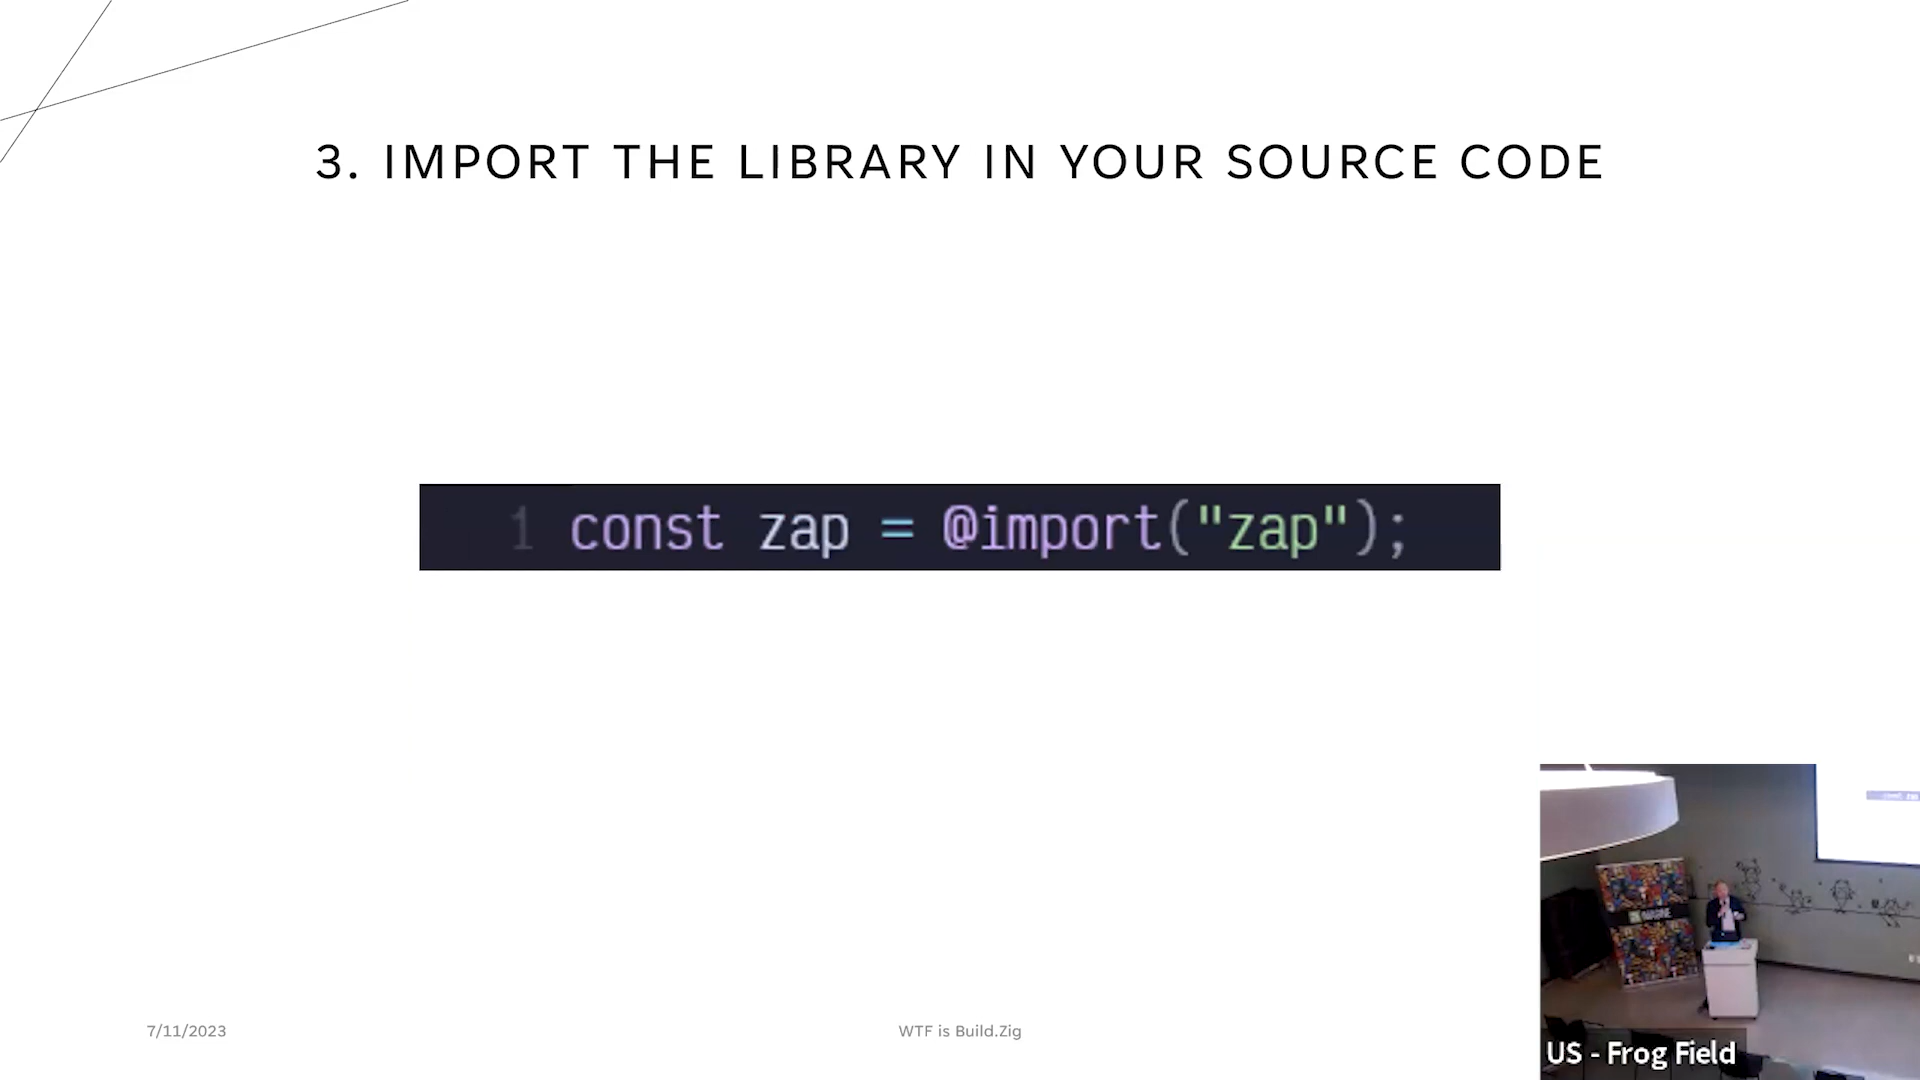 3. IMPORT THE LIBRARY IN YOUR SOURCE CODE
1 const zap = @import("zap");
7/11/2023
WTF is Build.Zig
US - Frog Field